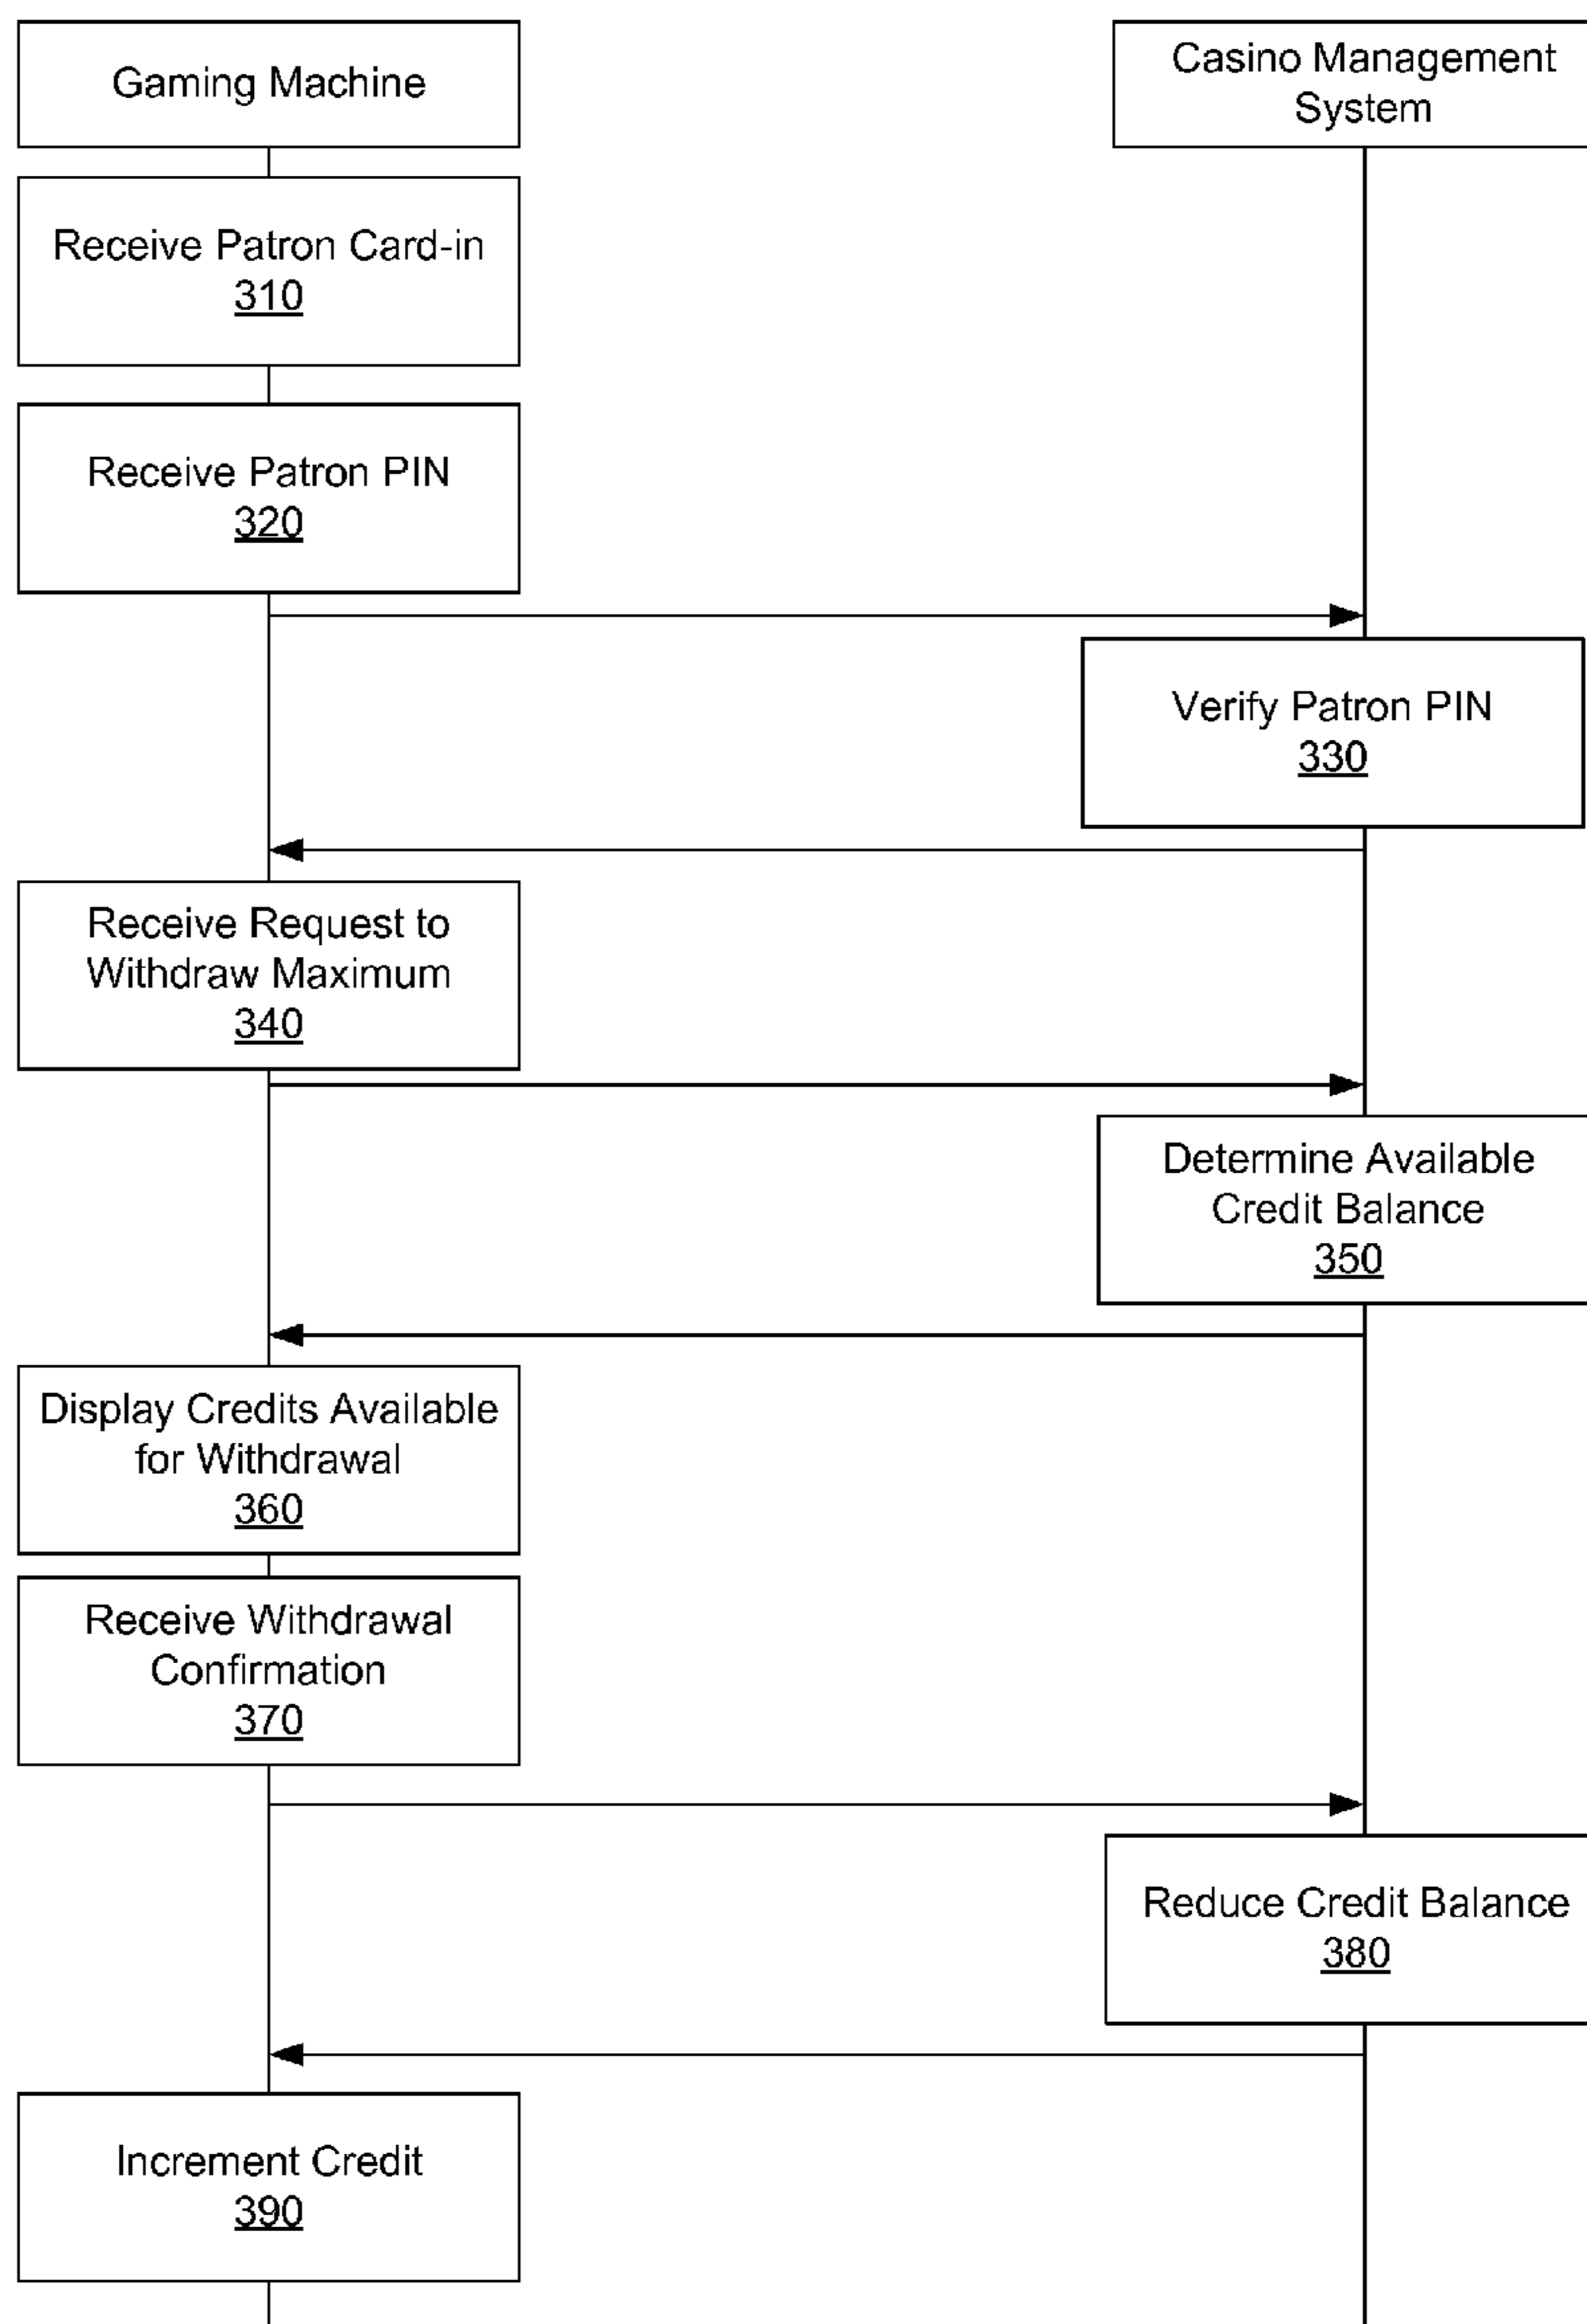 Gaming Machine
Casino Management
System
Receive Patron Card-in
310
Receive Patron PIN
320
Verify Patron PIN
330
Receive Request to
Withdraw Maximum
340
Determine Available
Credit Balance
350
Display Credits Available
for Withdrawal
360
Receive Withdrawal
Confirmation
370
Reduce Credit Balance
380
Increment Credit
390